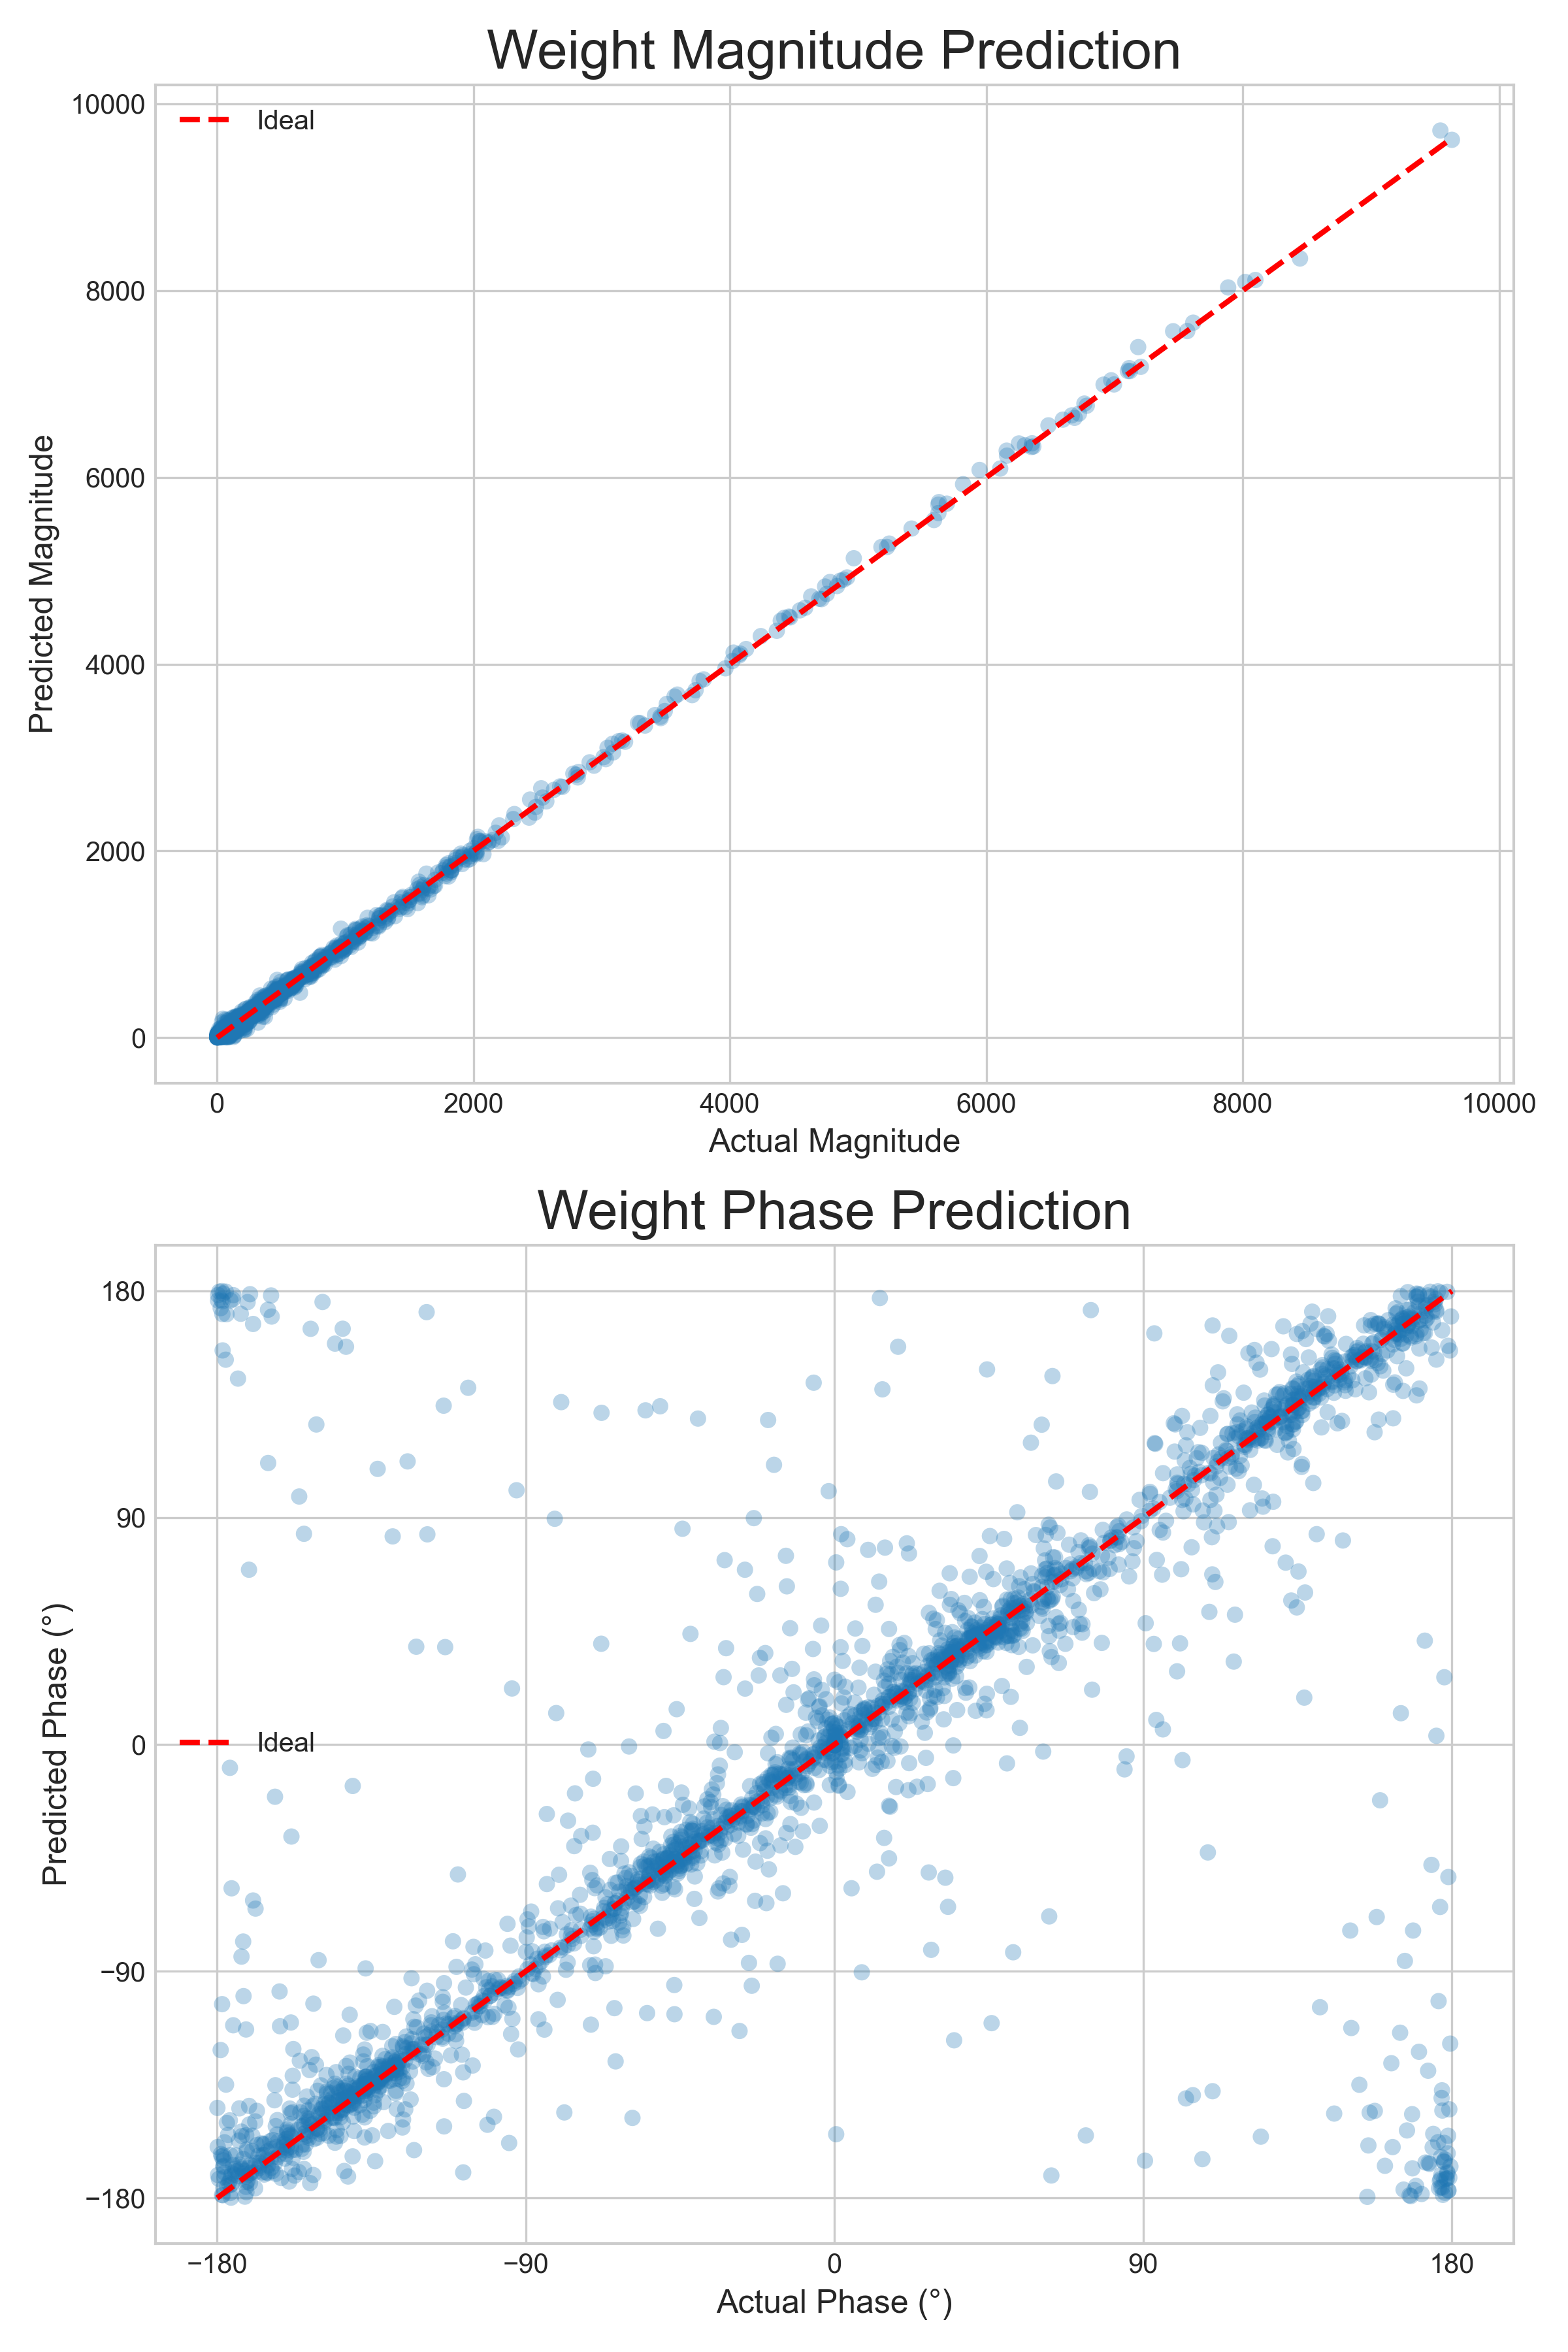 Weight Magnitude Prediction
10000
Ideal
8000
6000
4000
2000
0
Predicted Magnitude
0 2000 4000 6000 8000 10000
Actual Magnitude
Weight Phase Prediction
180
90
0
Ideal
−90
−180
Predicted Phase (°)
−180 −90 0 90 180
Actual Phase (°)